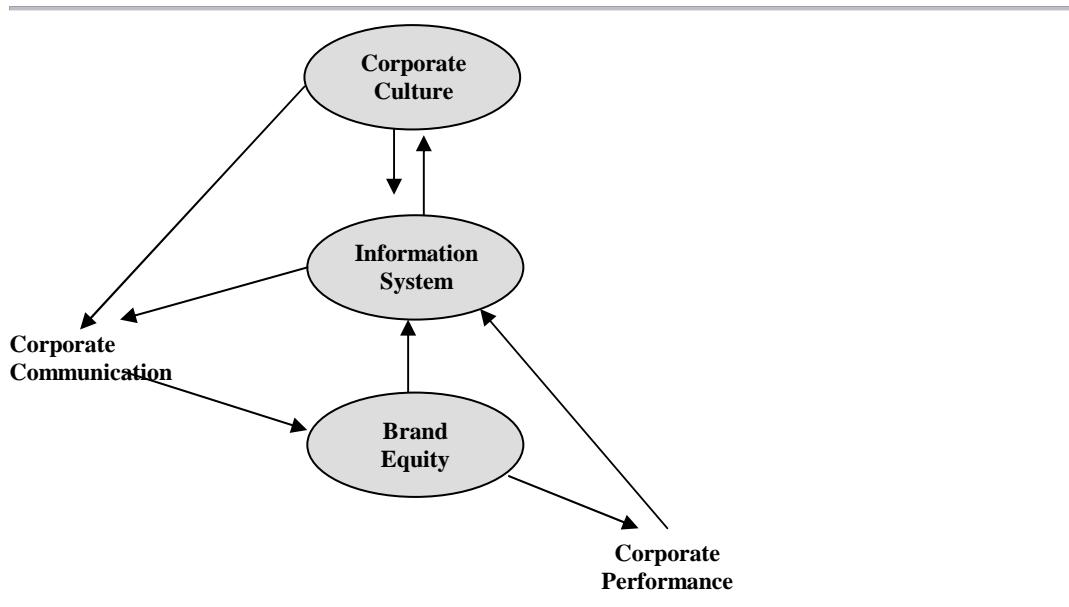 Corporate
Culture
Information
System
Corporate
Communication
Brand
Equity
Corporate
Performance